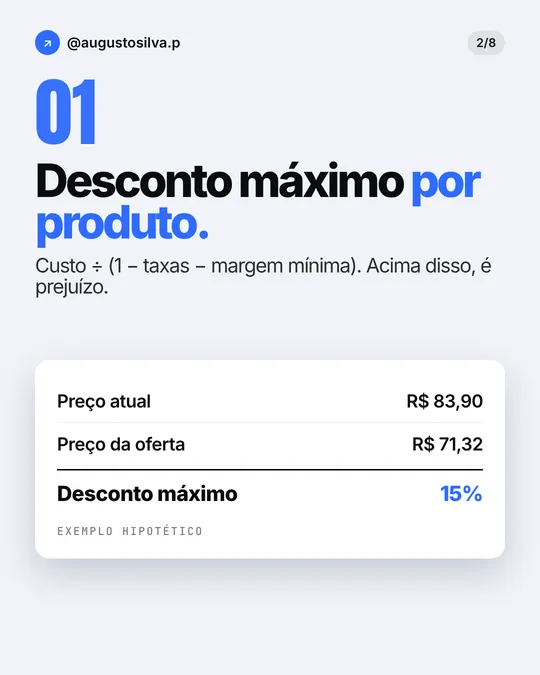 @augustosilva.p
2/8
01
Desconto máximo por
produto.
Custo ÷ (1 − taxas − margem mínima). Acima disso, é
prejuízo.
Preço atual R$ 83,90
Preço da oferta R$ 71,32
Desconto máximo 15%
EXEMPLO HIPOTÉTICO